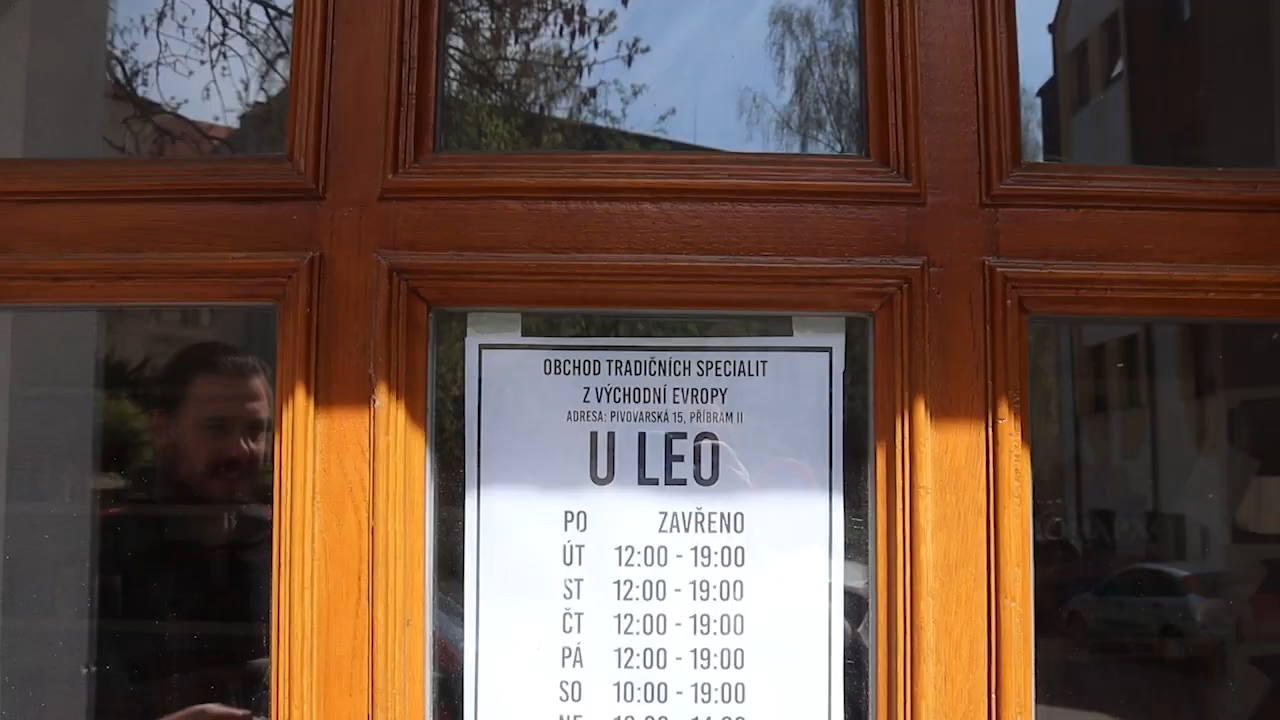 OBCHOD TRADIČNÍCH SPECIALIT
Z VÝCHODNÍ EVROPY
ADRESA: PIVOVARSKÁ 15, PŘÍBRAM II
U LEO
PO ZAVŘENO
ÚT 12:00 - 19:00
ST 12:00 - 19:00
ČT 12:00 - 19:00
PÁ 12:00 - 19:00
SO 10:00 - 19:00